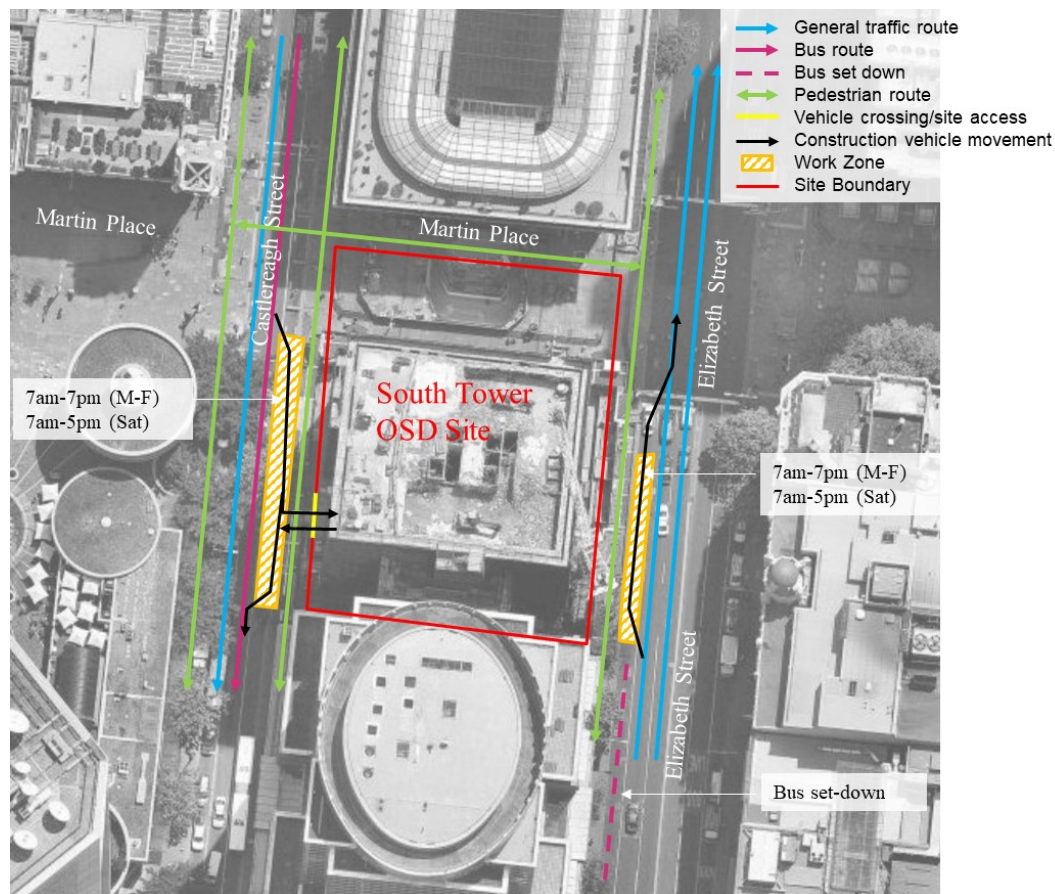 General traffic route
Bus route
Bus set down
Pedestrian route
Vehicle crossing/site access
Construction vehicle movement
Work Zone
Site Boundary
Martin Place
Castlereagh Street
Martin Place
Elizabeth Street
7am-7pm (M-F)
7am-5pm (Sat)
South Tower
OSD Site
7am-7pm (M-F)
7am-5pm (Sat)
Elizabeth Street
Bus set-down